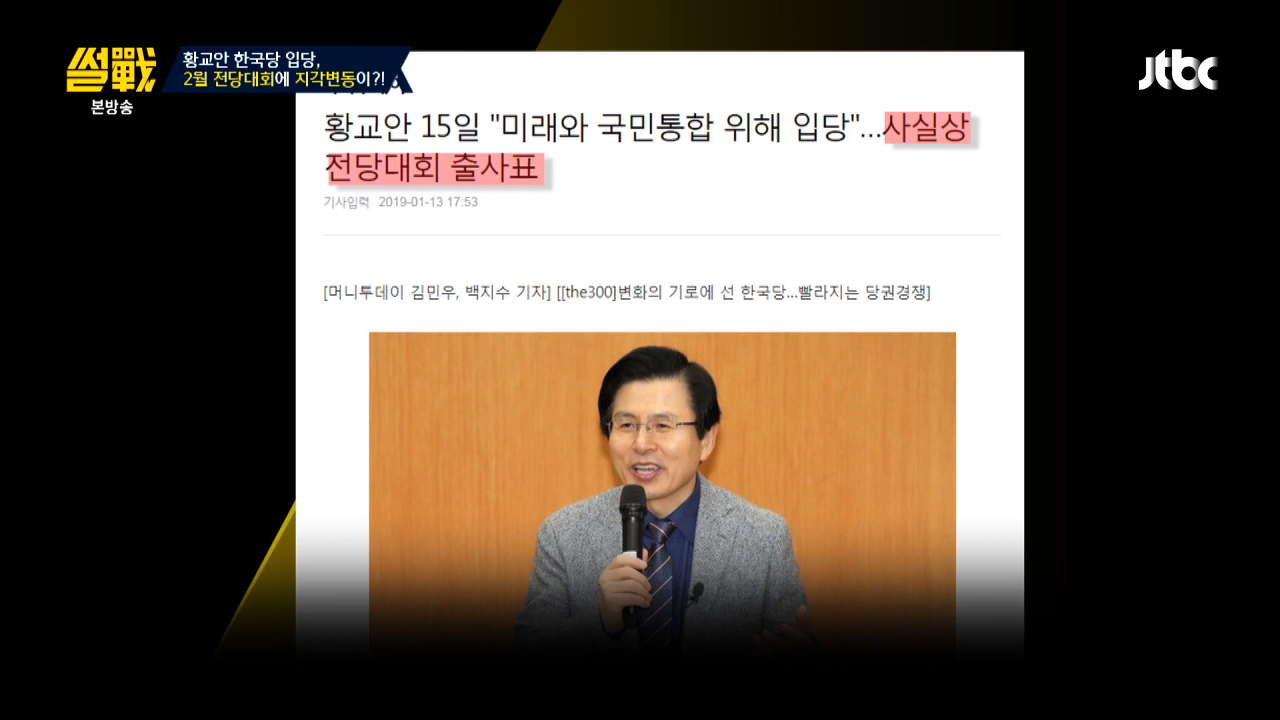 썰戰
본방송
황교안 한국당 입당,
2월 전당대회에 지각변동이?!
jtbc
황교안 15일 "미래와 국민통합 위해 입당"...사실상
전당대회 출사표
기사입력 2019-01-13 17:53
[머니투데이 김민우, 백지수 기자] [[the300]변화의 기로에 선 한국당...빨라지는 당권경쟁]